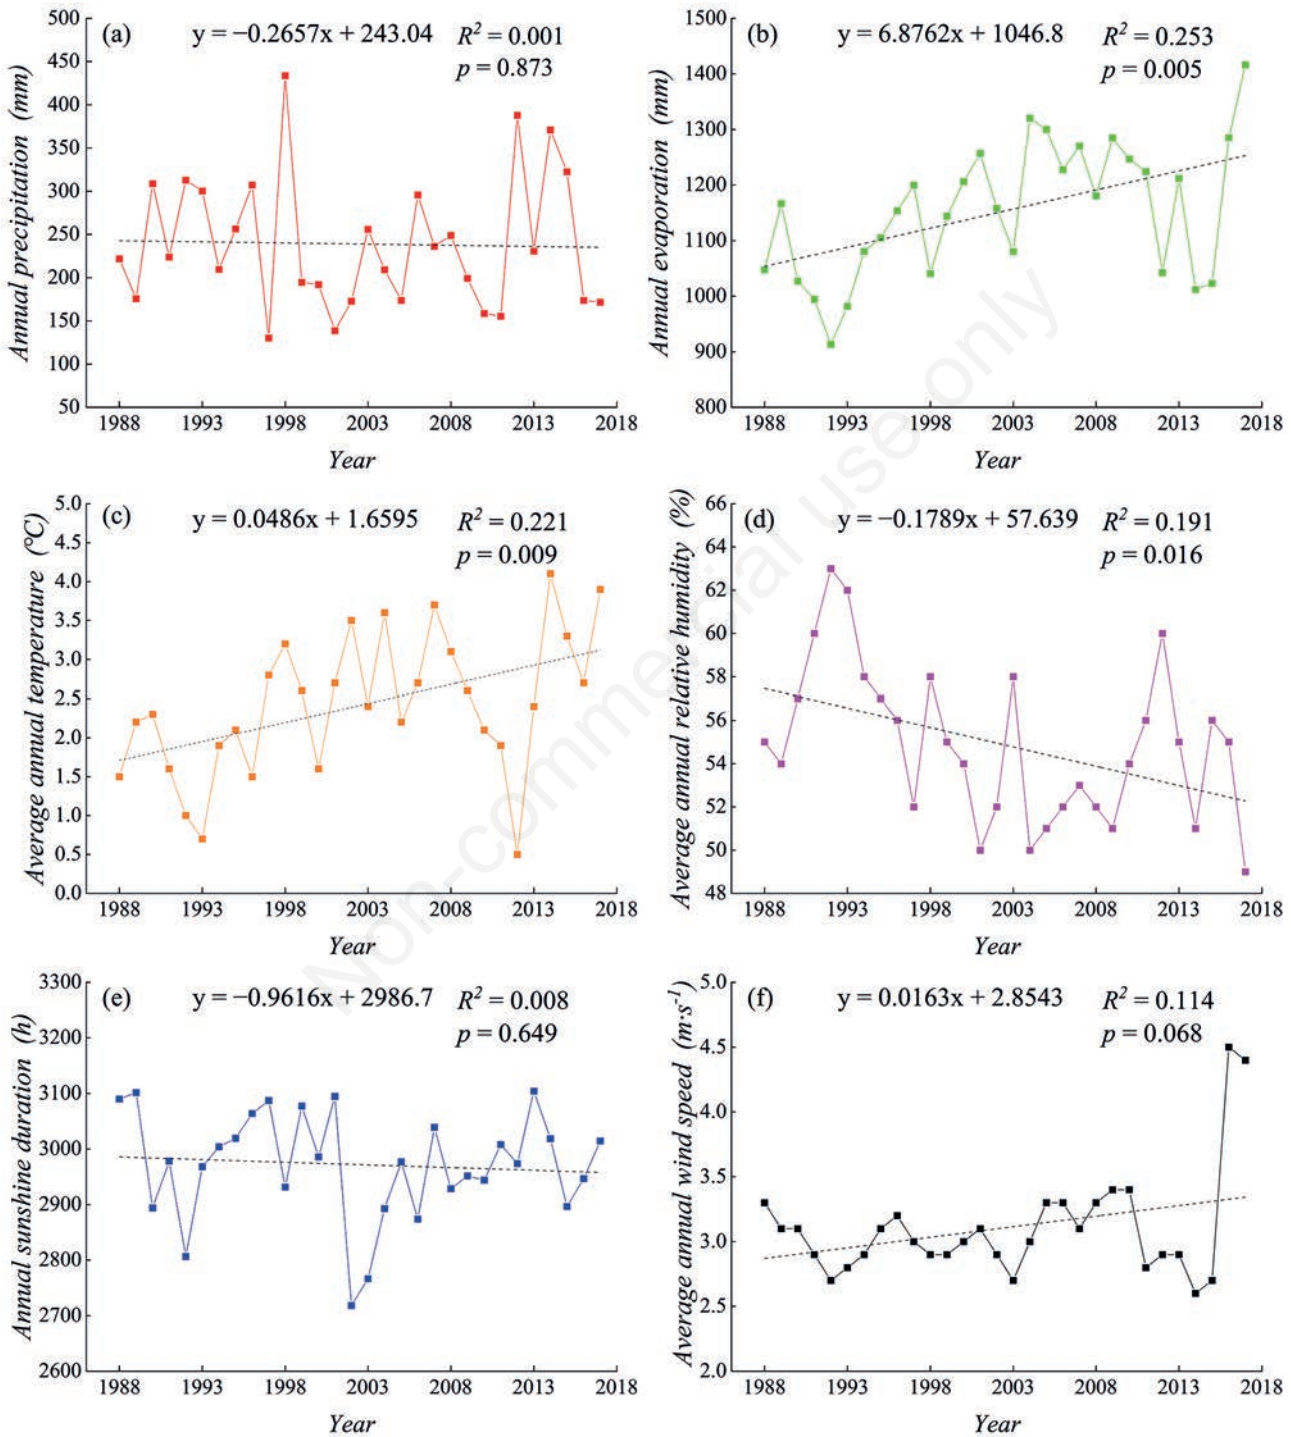 (a) y = −0.2657x + 243.04 R² = 0.001
p = 0.873
Annual precipitation (mm)
500
450
400
350
300
250
200
150
100
50
1988 1993 1998 2003 2008 2013 2018
Year
(b) y = 6.8762x + 1046.8 R² = 0.253
p = 0.005
Annual evaporation (mm)
1500
1400
1300
1200
1100
1000
900
800
1988 1993 1998 2003 2008 2013 2018
Year
(c) y = 0.0486x + 1.6595 R² = 0.221
p = 0.009
Average annual temperature (°C)
5.0
4.5
4.0
3.5
3.0
2.5
2.0
1.5
1.0
0.5
0.0
1988 1993 1998 2003 2008 2013 2018
Year
(d) y = −0.1789x + 57.639 R² = 0.191
p = 0.016
Average annual relative humidity (%)
66
64
62
60
58
56
54
52
50
48
1988 1993 1998 2003 2008 2013 2018
Year
(e) y = −0.9616x + 2986.7 R² = 0.008
p = 0.649
Annual sunshine duration (h)
3300
3200
3100
3000
2900
2800
2700
2600
1988 1993 1998 2003 2008 2013 2018
Year
(f) y = 0.0163x + 2.8543 R² = 0.114
p = 0.068
Average annual wind speed (m·s⁻¹)
5.0
4.5
4.0
3.5
3.0
2.5
2.0
1988 1993 1998 2003 2008 2013 2018
Year
Non-commercial use only